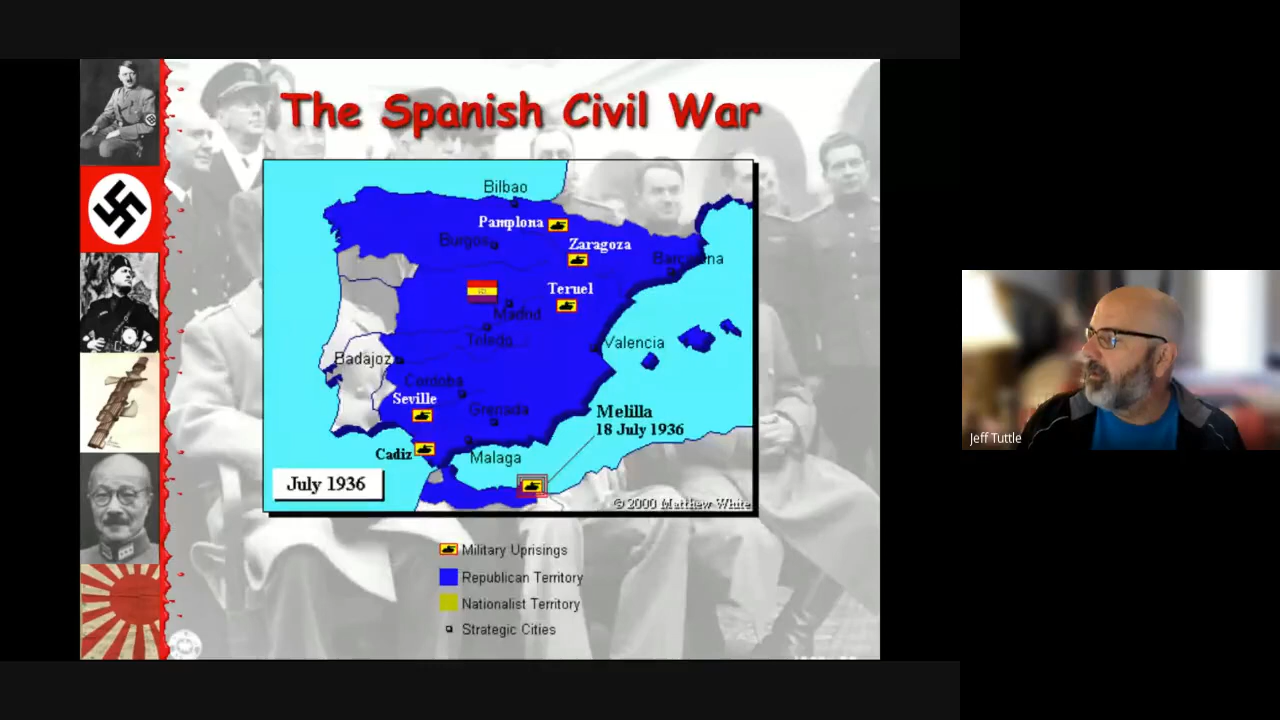 The Spanish Civil War
Bilbao
Pamplona
Burgos
Zaragoza
Barcelona
Teruel
Madrid
Toledo
Valencia
Badajoz
Cordoba
Seville
Grenada
Melilla
18 July 1936
Cadiz
Malaga
July 1936
© 2000 Matthew White
Military Uprisings
Republican Territory
Nationalist Territory
Strategic Cities
Jeff Tuttle